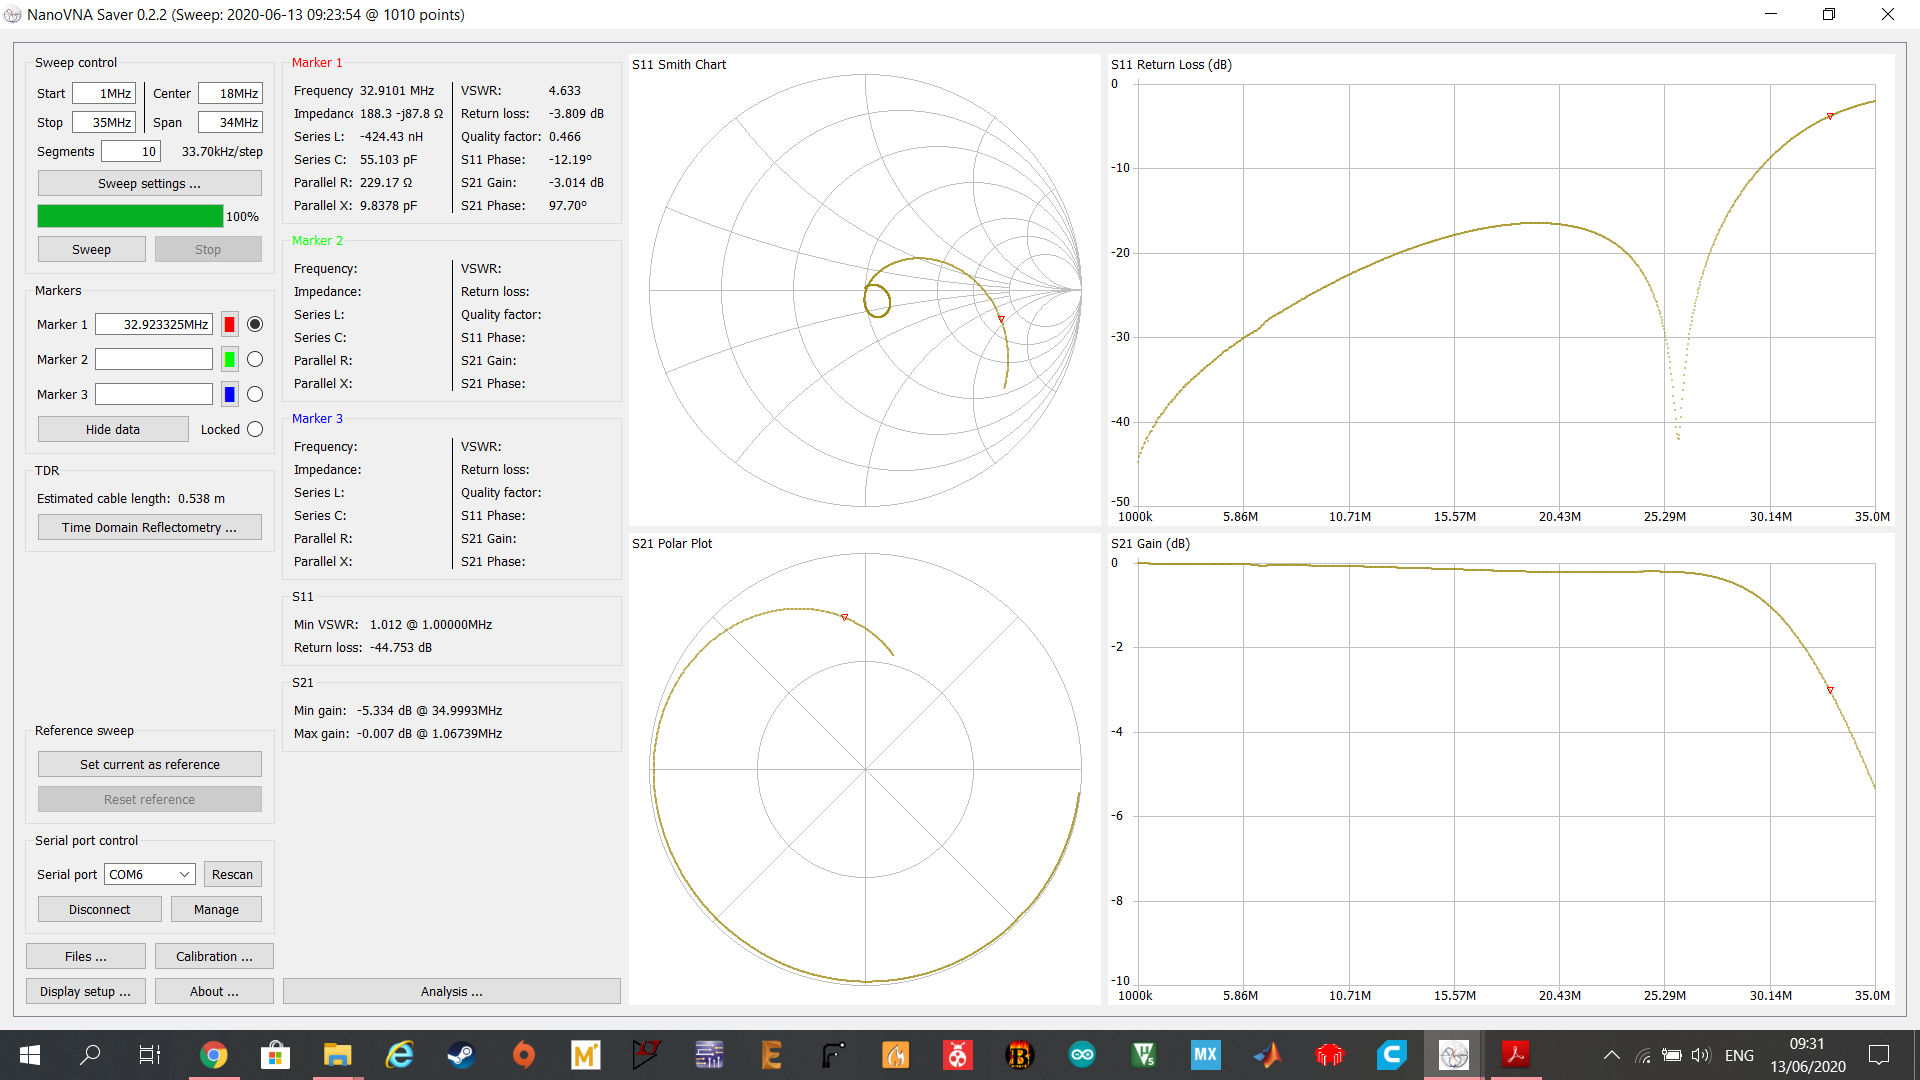 NanoVNA Saver 0.2.2 (Sweep: 2020-06-13 09:23:54 @ 1010 points)
Sweep control
Start 1MHz Center 18MHz
Stop 35MHz Span 34MHz
Segments 10 33.70kHz/step
Sweep settings ...
100%
Sweep Stop
Markers
Marker 1 32.923325MHz
Marker 2
Marker 3
Hide data Locked
TDR
Estimated cable length: 0.538 m
Time Domain Reflectometry ...
Reference sweep
Set current as reference
Reset reference
Serial port control
Serial port COM6 Rescan
Disconnect Manage
Files ... Calibration ...
Display setup ... About ...
Marker 1
Frequency 32.9101 MHz VSWR: 4.633
Impedanc 188.3 -j87.8 Ω Return loss: -3.809 dB
Series L: -424.43 nH Quality factor: 0.466
Series C: 55.103 pF S11 Phase: -12.19º
Parallel R: 229.17 Ω S21 Gain: -3.014 dB
Parallel X: 9.8378 pF S21 Phase: 97.70º
Marker 2
Frequency: VSWR:
Impedance: Return loss:
Series L: Quality factor:
Series C: S11 Phase:
Parallel R: S21 Gain:
Parallel X: S21 Phase:
Marker 3
Frequency: VSWR:
Impedance: Return loss:
Series L: Quality factor:
Series C: S11 Phase:
Parallel R: S21 Gain:
Parallel X: S21 Phase:
S11
Min VSWR: 1.012 @ 1.00000MHz
Return loss: -44.753 dB
S21
Min gain: -5.334 dB @ 34.9993MHz
Max gain: -0.007 dB @ 1.06739MHz
Analysis ...
S11 Smith Chart
S11 Return Loss (dB)
0
-10
-20
-30
-40
-50
1000k 5.86M 10.71M 15.57M 20.43M 25.29M 30.14M 35.0M
S21 Polar Plot
S21 Gain (dB)
0
-2
-4
-6
-8
-10
1000k 5.86M 10.71M 15.57M 20.43M 25.29M 30.14M 35.0M
MX
ENG
09:31
13/06/2020